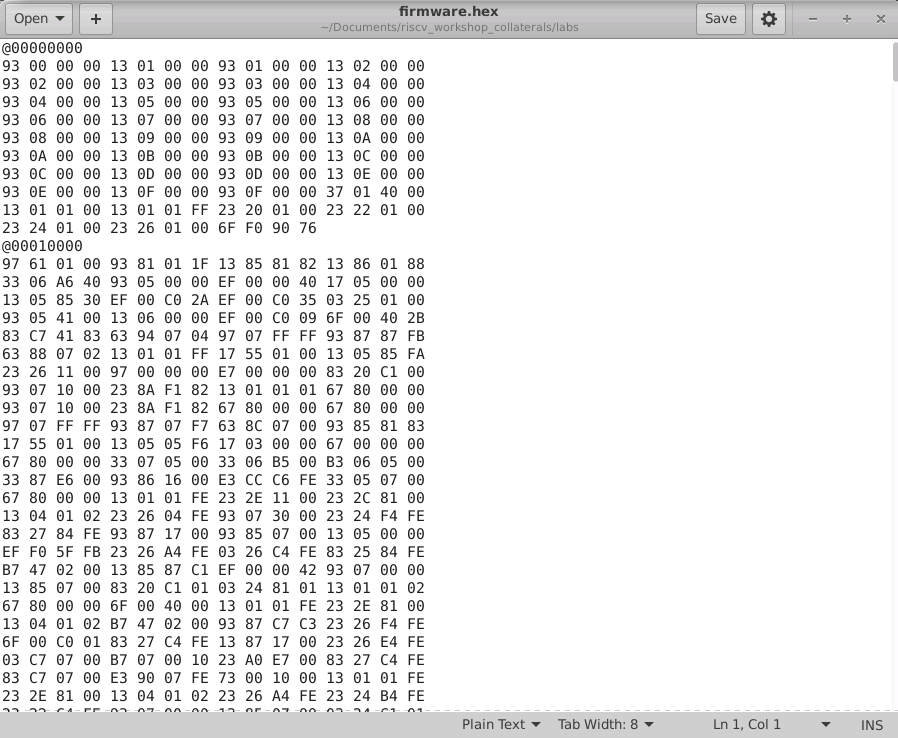 Open
+
firmware.hex
~/Documents/riscv_workshop_collaterals/labs
Save
@00000000
93 00 00 00 13 01 00 00 93 01 00 00 13 02 00 00
93 02 00 00 13 03 00 00 93 03 00 00 13 04 00 00
93 04 00 00 13 05 00 00 93 05 00 00 13 06 00 00
93 06 00 00 13 07 00 00 93 07 00 00 13 08 00 00
93 08 00 00 13 09 00 00 93 09 00 00 13 0A 00 00
93 0A 00 00 13 0B 00 00 93 0B 00 00 13 0C 00 00
93 0C 00 00 13 0D 00 00 93 0D 00 00 13 0E 00 00
93 0E 00 00 13 0F 00 00 93 0F 00 00 37 01 40 00
13 01 01 00 13 01 01 FF 23 20 01 00 23 22 01 00
23 24 01 00 23 26 01 00 6F F0 90 76
@00010000
97 61 01 00 93 81 01 1F 13 85 81 82 13 86 01 88
33 06 A6 40 93 05 00 00 EF 00 00 40 17 05 00 00
13 05 85 30 EF 00 C0 2A EF 00 C0 35 03 25 01 00
93 05 41 00 13 06 00 00 EF 00 C0 09 6F 00 40 2B
83 C7 41 83 63 94 07 04 97 07 FF FF 93 87 87 FB
63 88 07 02 13 01 01 FF 17 55 01 00 13 05 85 FA
23 26 11 00 97 00 00 00 E7 00 00 00 83 20 C1 00
93 07 10 00 23 8A F1 82 13 01 01 01 67 80 00 00
93 07 10 00 23 8A F1 82 67 80 00 00 67 80 00 00
97 07 FF FF 93 87 07 F7 63 8C 07 00 93 85 81 83
17 55 01 00 13 05 05 F6 17 03 00 00 67 00 00 00
67 80 00 00 33 07 05 00 33 06 B5 00 B3 06 05 00
33 87 E6 00 93 86 16 00 E3 CC C6 FE 33 05 07 00
67 80 00 00 13 01 01 FE 23 2E 11 00 23 2C 81 00
13 04 01 02 23 26 04 FE 93 07 30 00 23 24 F4 FE
83 27 84 FE 93 87 17 00 93 85 07 00 13 05 00 00
EF F0 5F FB 23 26 A4 FE 03 26 C4 FE 83 25 84 FE
B7 47 02 00 13 85 87 C1 EF 00 00 42 93 07 00 00
13 85 07 00 83 20 C1 01 03 24 81 01 13 01 01 02
67 80 00 00 6F 00 40 00 13 01 01 FE 23 2E 81 00
13 04 01 02 B7 47 02 00 93 87 C7 C3 23 26 F4 FE
6F 00 C0 01 83 27 C4 FE 13 87 17 00 23 26 E4 FE
03 C7 07 00 B7 07 00 10 23 A0 E7 00 83 27 C4 FE
83 C7 07 00 E3 90 07 FE 73 00 10 00 13 01 01 FE
23 2E 81 00 13 04 01 02 23 26 A4 FE 23 24 B4 FE
Plain Text
Tab Width: 8
Ln 1, Col 1
INS